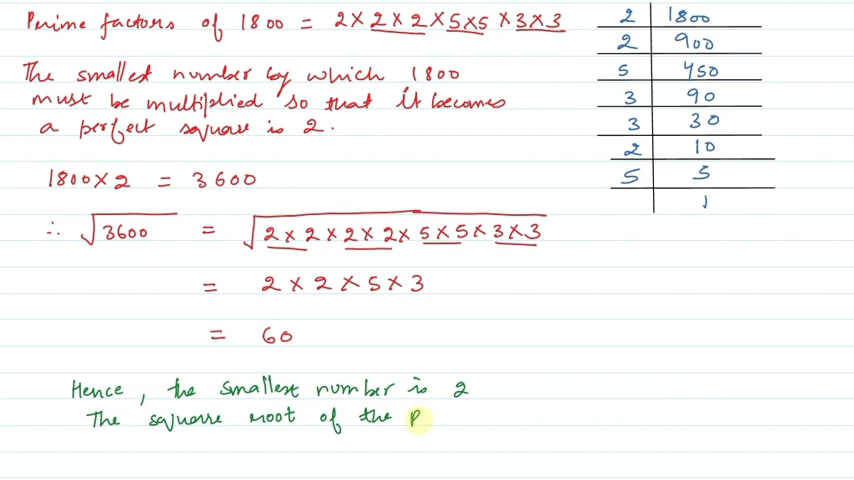 Prime factors of 1800 = 2 × 2 × 2 × 5 × 5 × 3 × 3
The smallest number by which 1800
must be multiplied so that it becomes
a perfect square is 2.
1800 × 2 = 3600
∴ √3600 = √2 × 2 × 2 × 2 × 5 × 5 × 3 × 3
= 2 × 2 × 5 × 3
= 60
Hence, the smallest number is 2
The square root of the P
2 | 1800
2 | 900
5 | 450
3 | 90
3 | 30
2 | 10
5 | 5
| 1